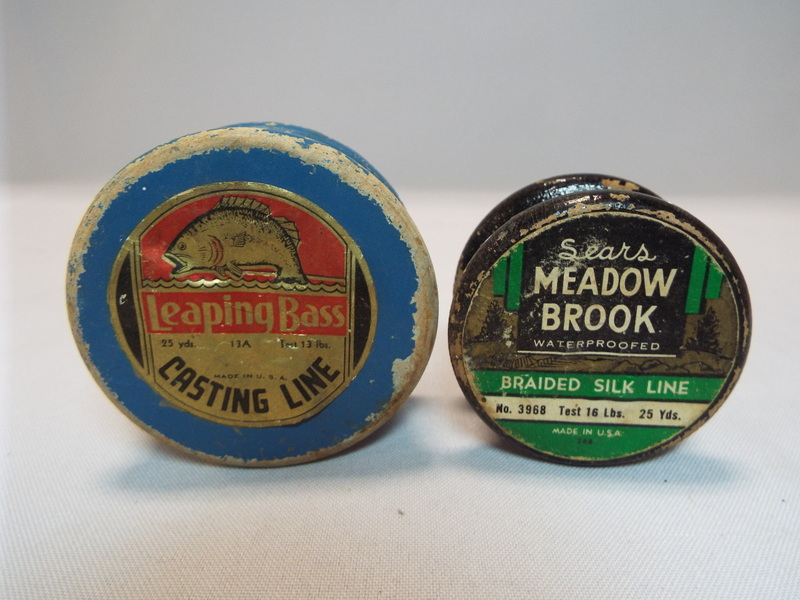 Leaping Bass
25 yds. 13A Test 13 lbs.
MADE IN U.S.A.
CASTING LINE
Sears
MEADOW
BROOK
WATERPROOFED
BRAIDED SILK LINE
No. 3968 Test 16 Lbs. 25 Yds.
MADE IN U.S.A.